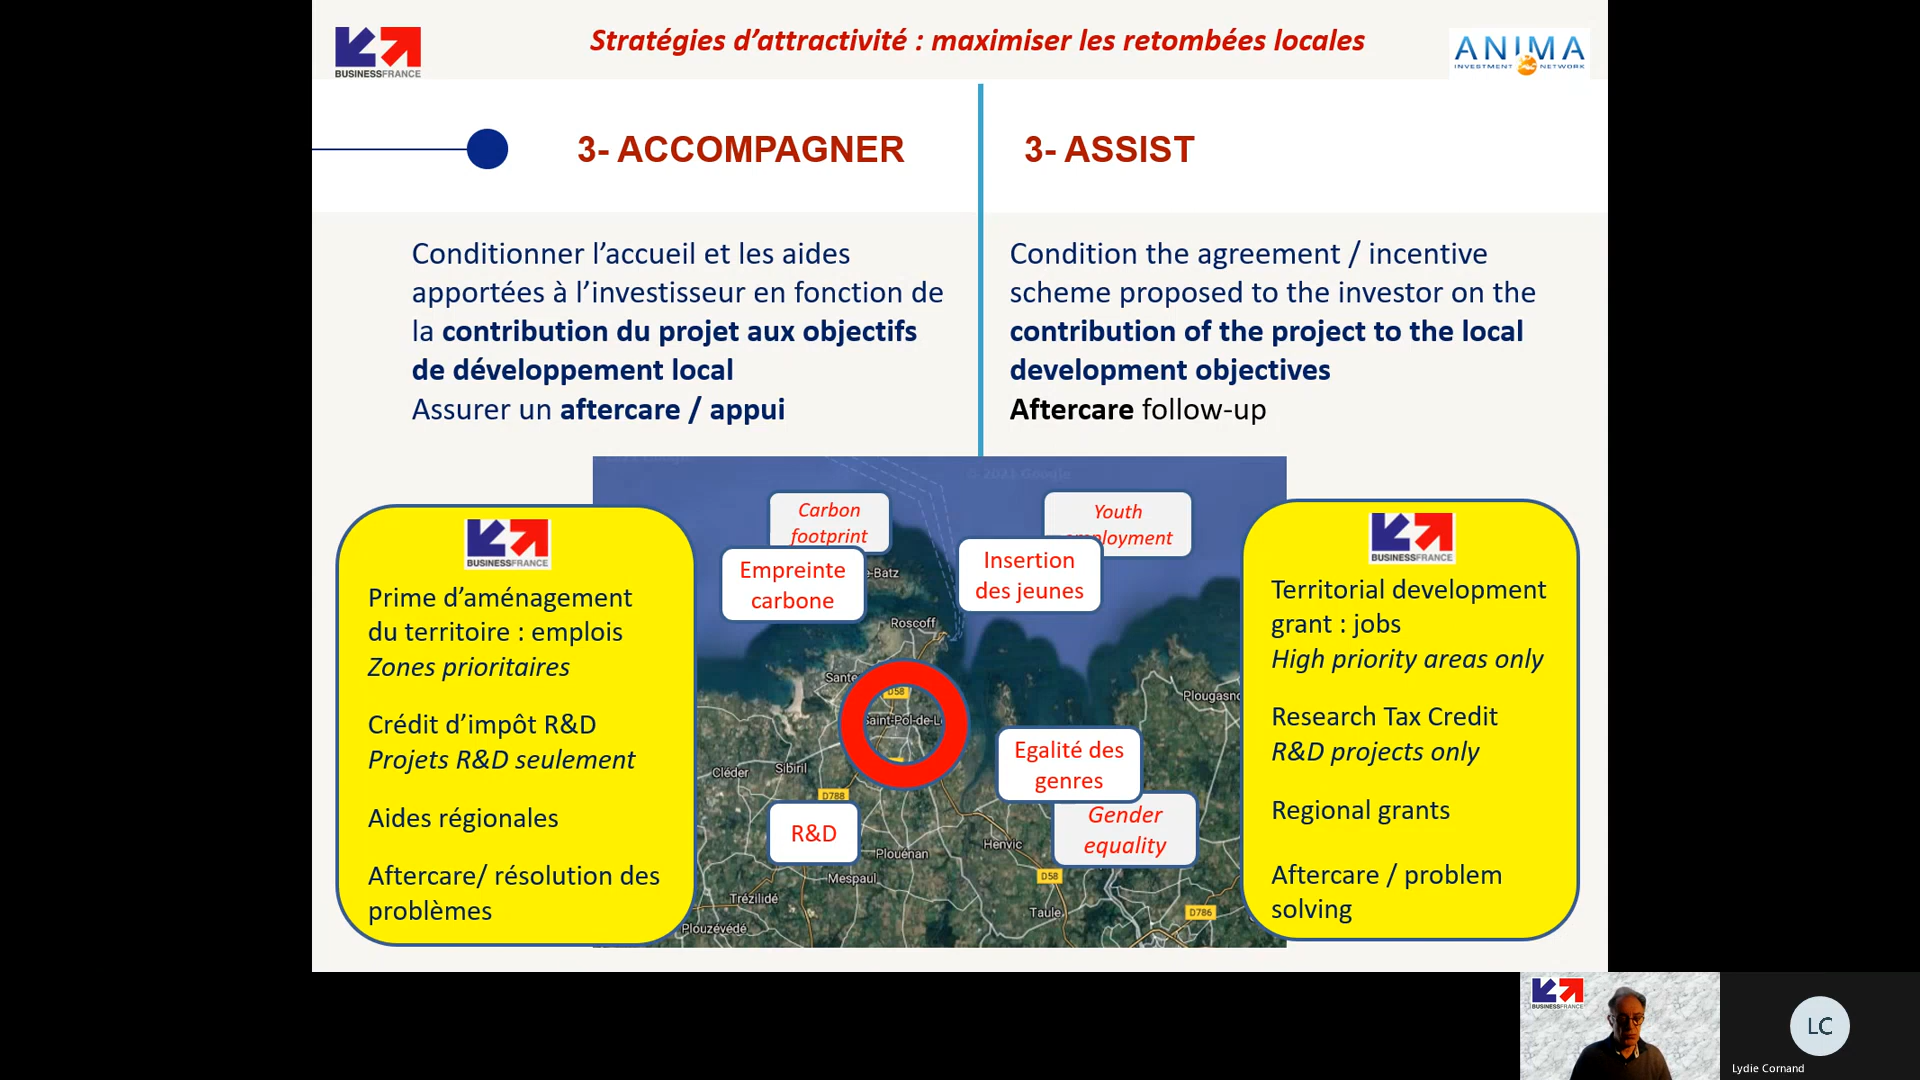 BUSINESSFRANCE
Stratégies d’attractivité : maximiser les retombées locales
ANIMA
INVESTMENT NETWORK
3- ACCOMPAGNER
Conditionner l’accueil et les aides
apportées à l’investisseur en fonction de
la contribution du projet aux objectifs
de développement local
Assurer un aftercare / appui
3- ASSIST
Condition the agreement / incentive
scheme proposed to the investor on the
contribution of the project to the local
development objectives
Aftercare follow-up
BUSINESSFRANCE
Prime d’aménagement
du territoire : emplois
Zones prioritaires
Crédit d’impôt R&D
Projets R&D seulement
Aides régionales
Aftercare/ résolution des
problèmes
Carbon
footprint
Empreinte
carbone
Youth
employment
Insertion
des jeunes
Egalité des
genres
Gender
equality
R&D
Roscoff
D58
Cléder
Sibiril
D788
Plouénan
Mespaul
Trézilidé
Plouzévédé
Henvic
D58
Taule
D786
BUSINESSFRANCE
Territorial development
grant : jobs
High priority areas only
Research Tax Credit
R&D projects only
Regional grants
Aftercare / problem
solving
BUSINESSFRANCE
LC
Lydie Cornand